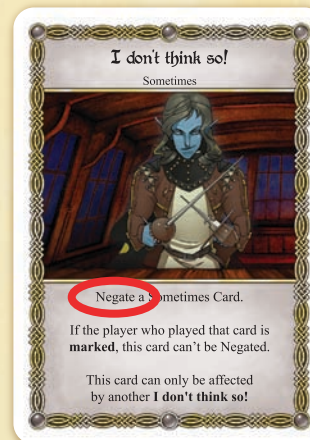 I don't think so!
Sometimes
Negate a Sometimes Card.
If the player who played that card is
marked, this card can't be Negated.
This card can only be affected
by another I don't think so!